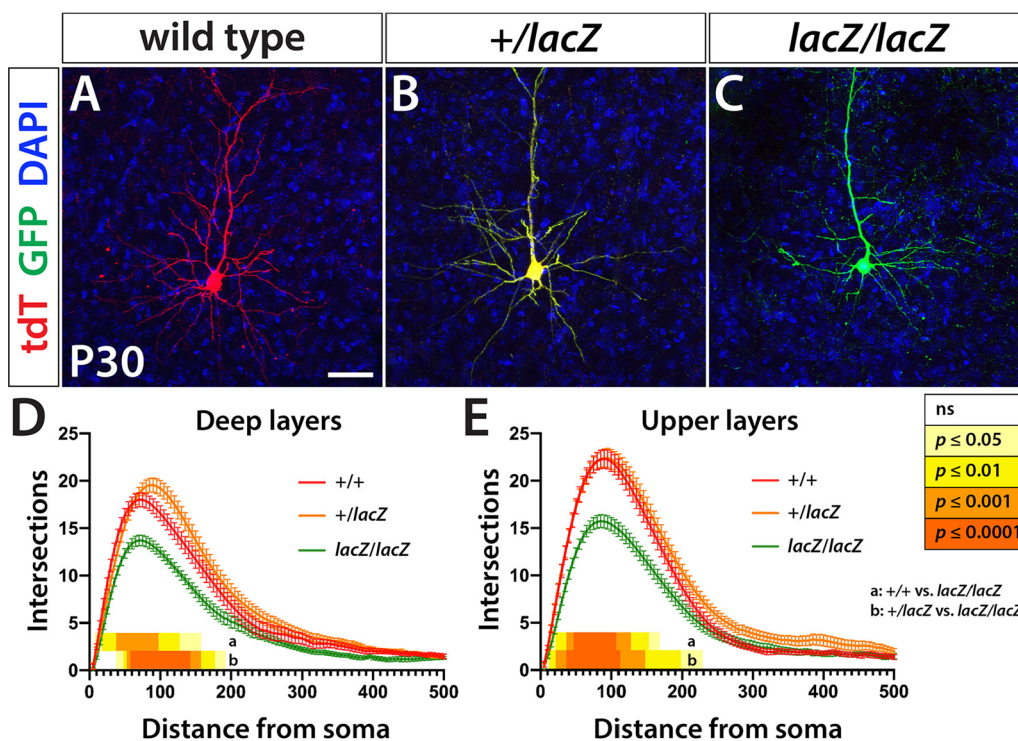 wild type
+/lacZ
lacZ/lacZ
tdT GFP DAPI
A
B
C
P30
D
Deep layers
25
20
15
10
5
0
Intersections
+/+
+/lacZ
lacZ/lacZ
a
b
0
100
200
300
400
500
Distance from soma
E
Upper layers
25
20
15
10
5
0
Intersections
+/+
+/lacZ
lacZ/lacZ
a
b
0
100
200
300
400
500
Distance from soma
ns
p ≤ 0.05
p ≤ 0.01
p ≤ 0.001
p ≤ 0.0001
a: +/+ vs. lacZ/lacZ
b: +/lacZ vs. lacZ/lacZ